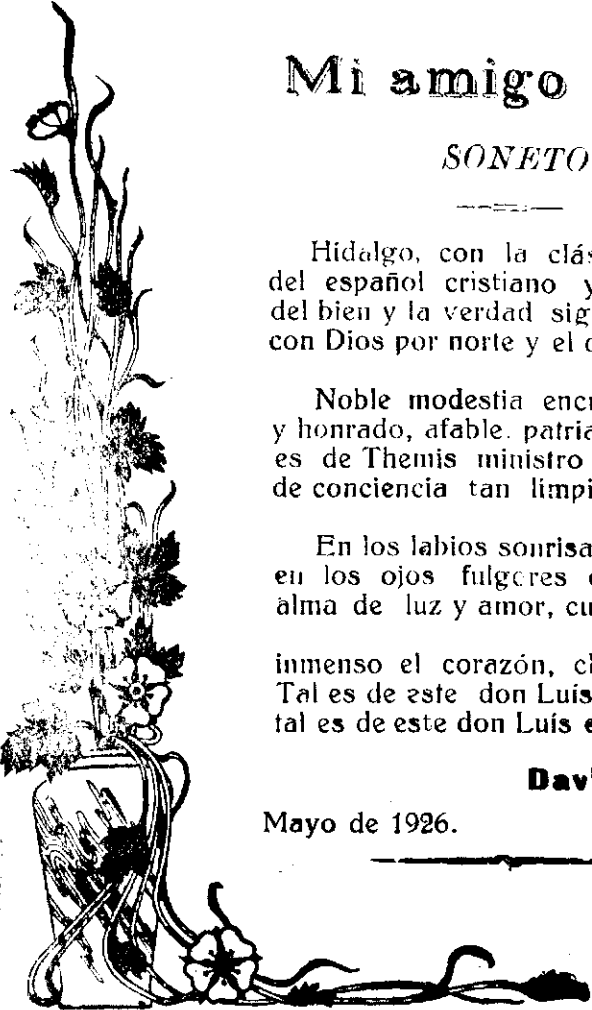 Mi amigo
SONETO
Hidalgo, con la clás
del español cristiano y
del bien y la verdad sig
con Dios por norte y el d
Noble modestia encr
y honrado, afable. patria
es de Themis ministro
de conciencia tan limpi
En los labios sonrisa
en los ojos fulgores
alma de luz y amor, cu
inmenso el corazón, cl
Tal es de este don Luís
tal es de este don Luís e
Dav
Mayo de 1926.